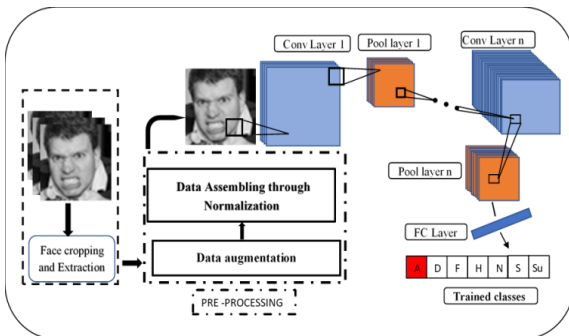 Conv Layer 1
Pool layer 1
Conv Layer n
Data Assembling through
Normalization
Pool layer n
Face cropping
and Extraction
Data augmentation
FC Layer
A D F H N S Su
PRE -PROCESSING
Trained classes